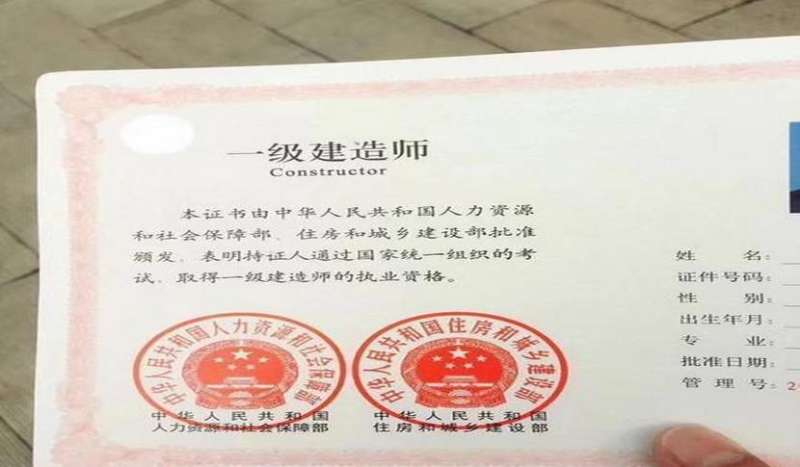 一级建造师
Constructor
本证书由中华人民共和国人力资源
和社会保障部、住房和城乡建设部批准
颁发，表明持证人通过国家统一组织的考
试，取得一级建造师的执业资格。
中华人民共和国人力资源和社会保障部
中华人民共和国住房和城乡建设部
中华人民共和国
人力资源和社会保障部
中华人民共和国
住房和城乡建设部
姓名：
证件号码：
性别：
出生年月：
专业：
批准日期：
管理号：2